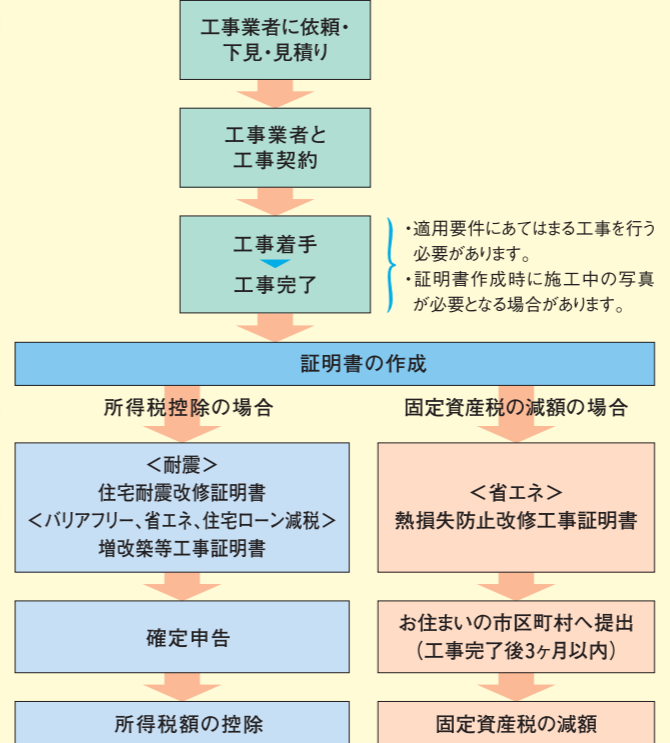 工事業者に依頼・
下見・見積り
工事業者と
工事契約
工事着手
工事完了
・適用要件にあてはまる工事を行う
必要があります。
・証明書作成時に施工中の写真
が必要となる場合があります。
証明書の作成
所得税控除の場合
固定資産税の減額の場合
＜耐震＞
住宅耐震改修証明書
＜バリアフリー、省エネ、住宅ローン減税＞
増改築等工事証明書
＜省エネ＞
熱損失防止改修工事証明書
確定申告
お住まいの市区町村へ提出
（工事完了後3ヶ月以内）
所得税額の控除
固定資産税の減額